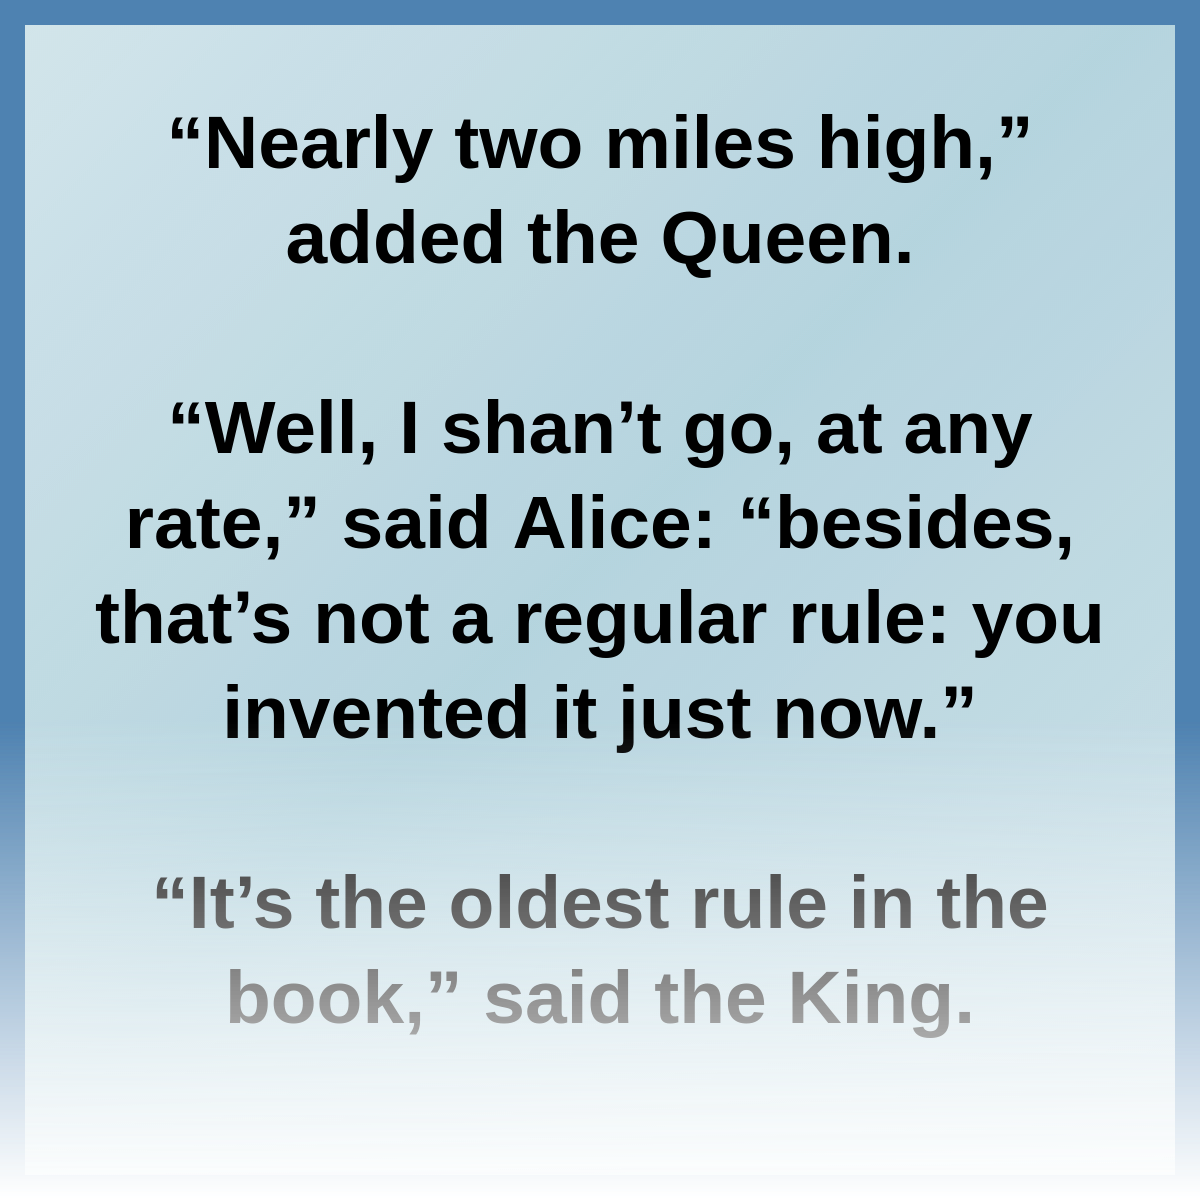 “Nearly two miles high,”
added the Queen.
“Well, I shan’t go, at any
rate,” said Alice: “besides,
that’s not a regular rule: you
invented it just now.”
“It’s the oldest rule in the
book,” said the King.